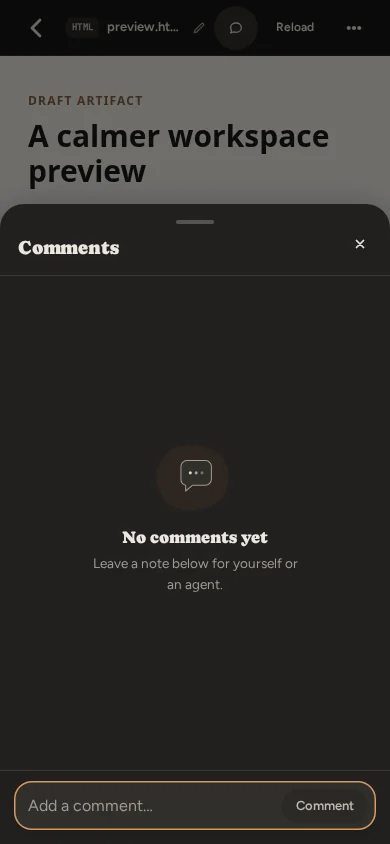 HTML preview.ht... Reload
DRAFT ARTIFACT
A calmer workspace
preview
Comments
No comments yet
Leave a note below for yourself or
an agent.
Add a comment... Comment